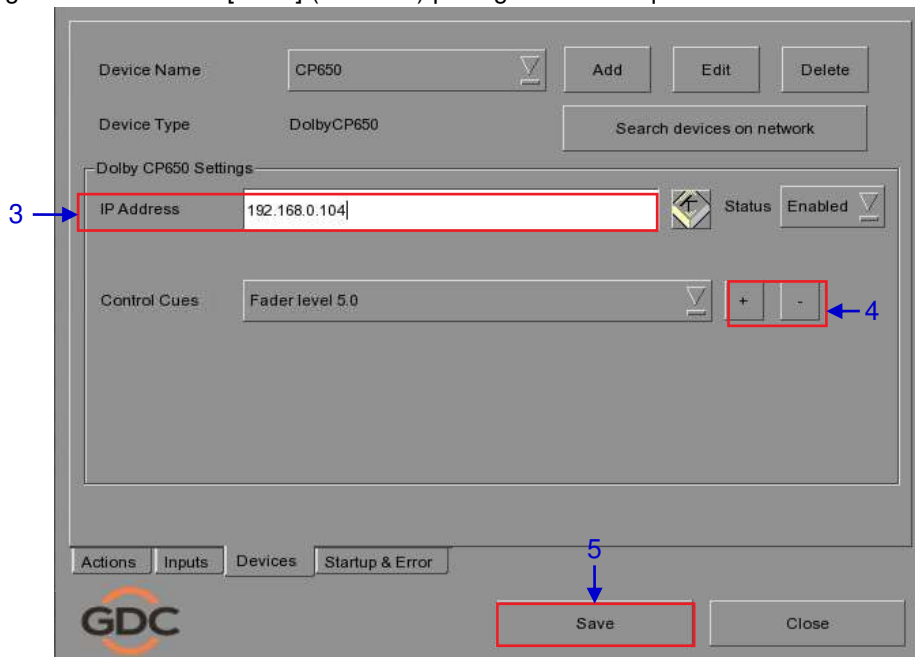 Device Name CP650 Add Edit Delete
Device Type DolbyCP650 Search devices on network
Dolby CP650 Settings
3 IP Address 192.168.0.104 Status Enabled
Control Cues Fader level 5.0 + - 4
Actions Inputs Devices Startup & Error
5
GDC Save Close